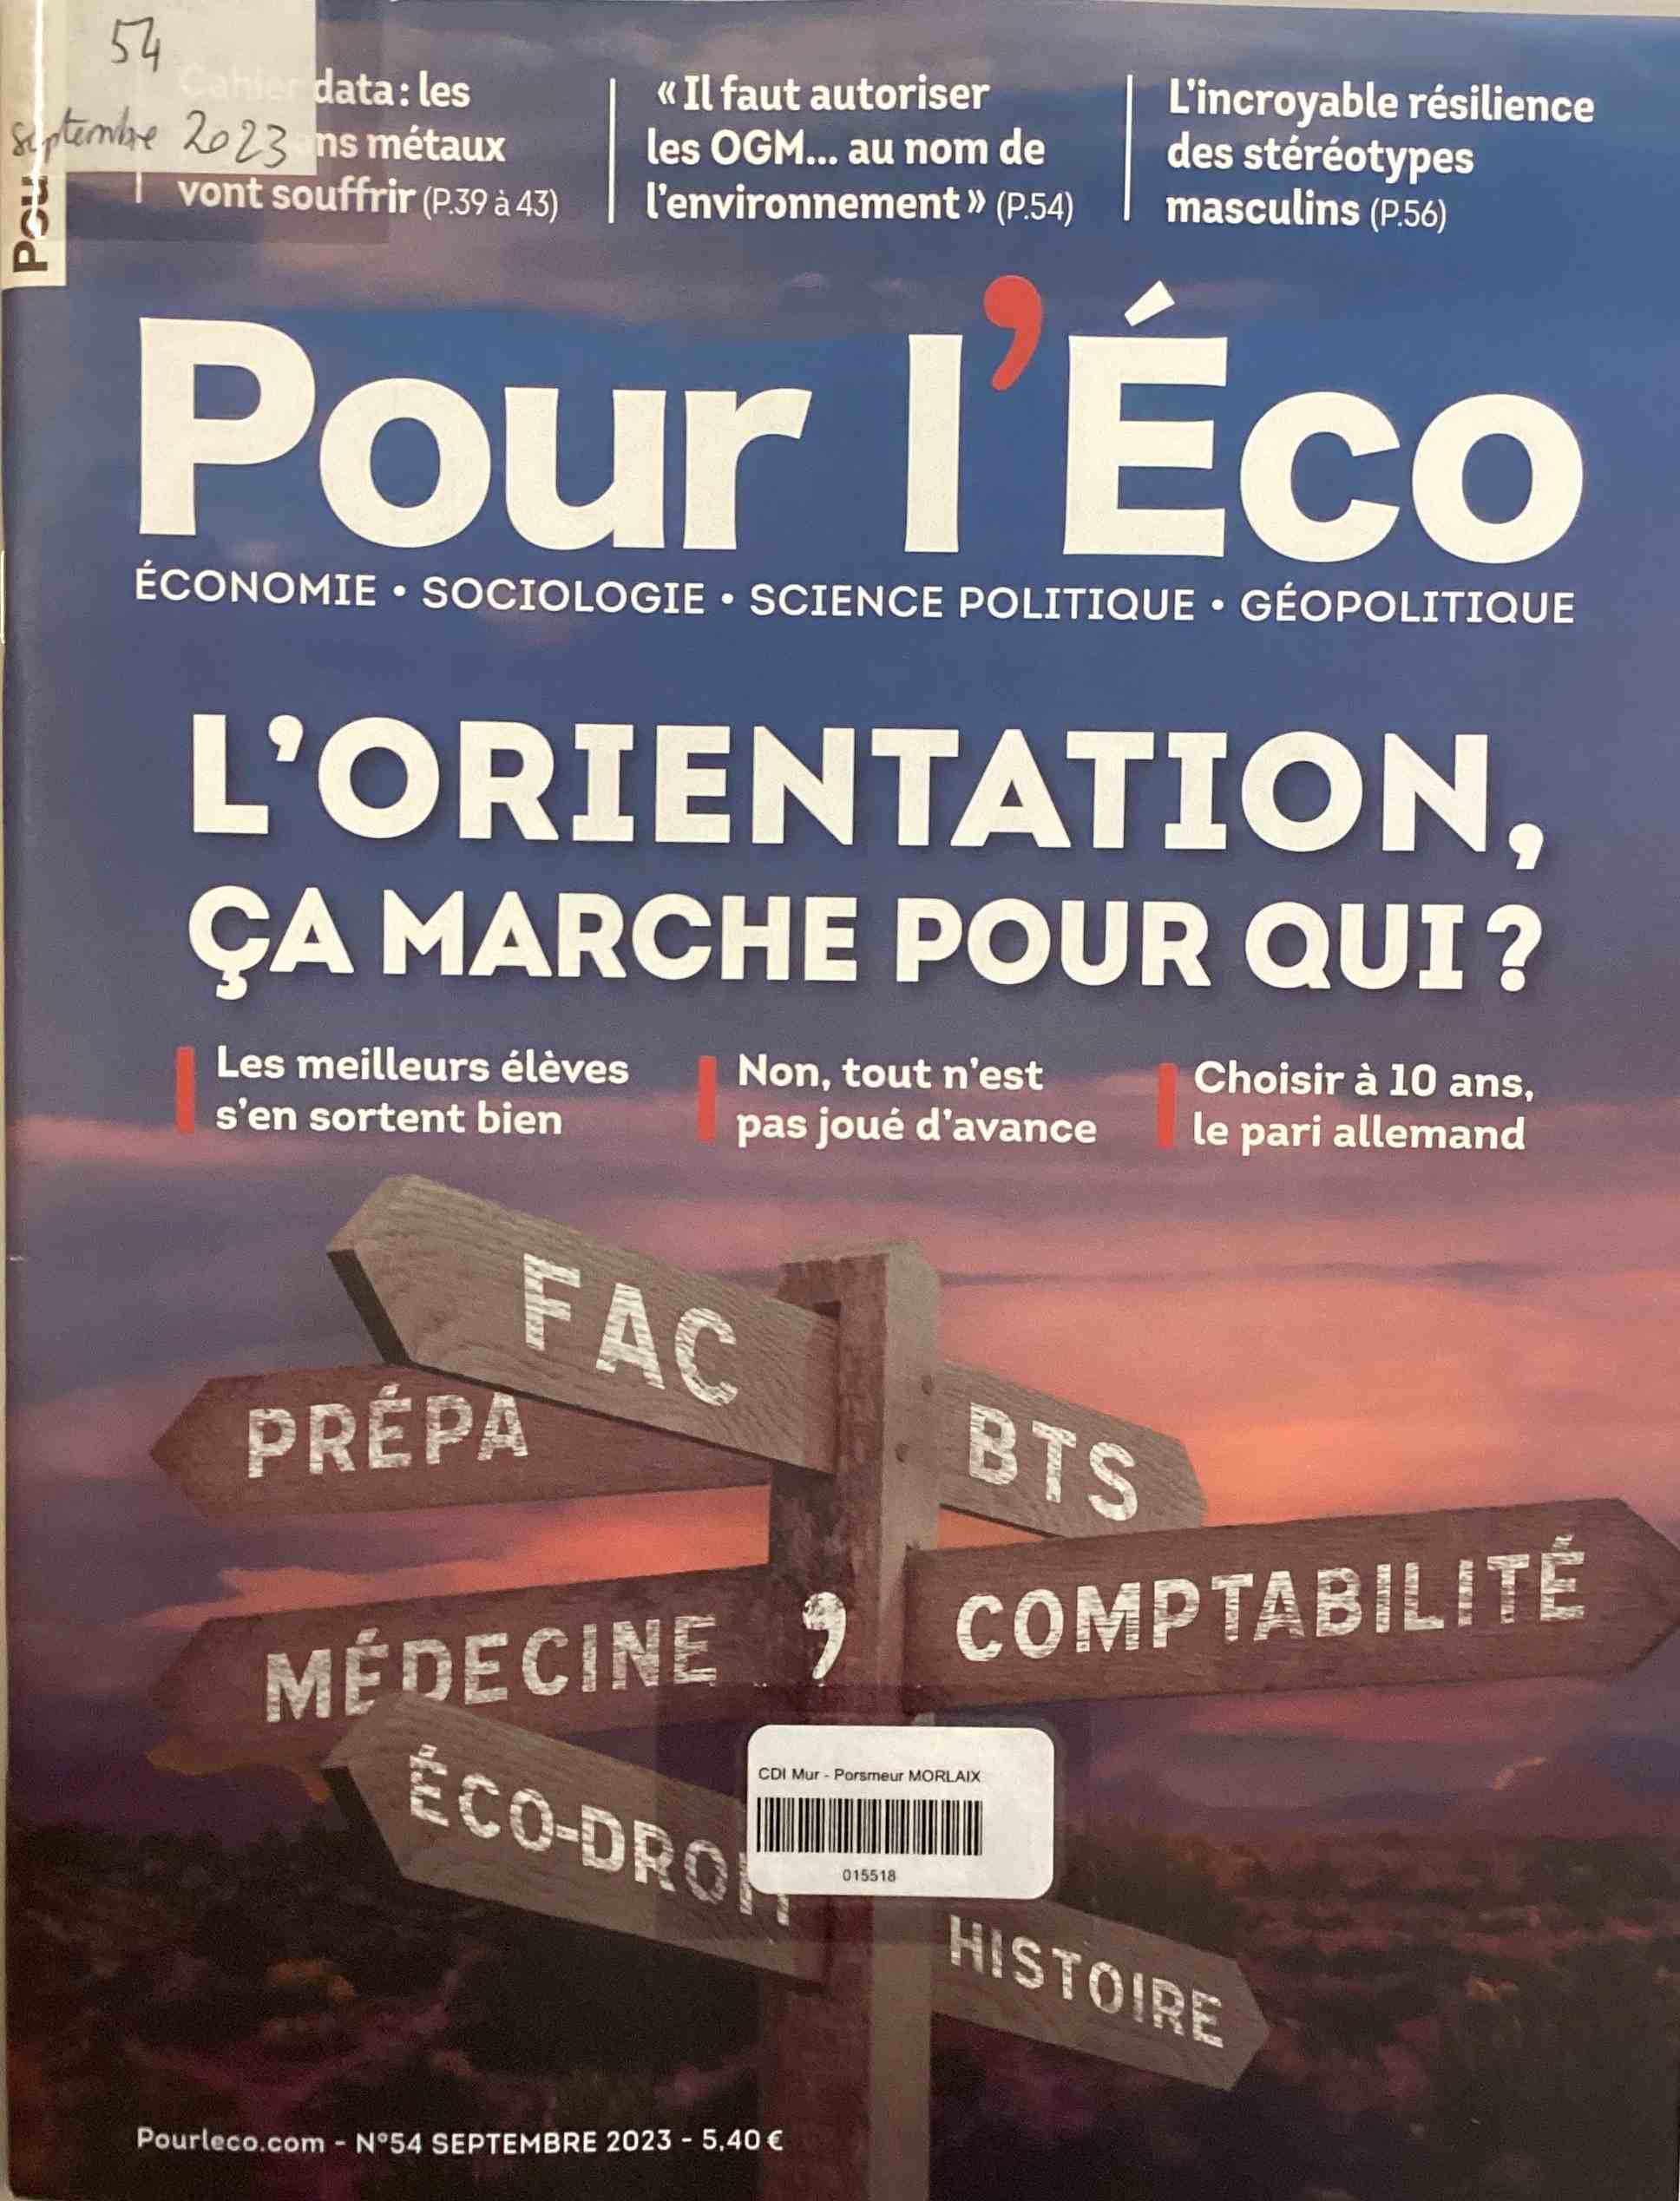 54
septembre 2023
Pou
Cahier data : les
ns métaux
vont souffrir (P.39 à 43)
« Il faut autoriser
les OGM... au nom de
l'environnement » (P.54)
L'incroyable résilience
des stéréotypes
masculins (P.56)
Pour l'Éco
ÉCONOMIE • SOCIOLOGIE • SCIENCE POLITIQUE • GÉOPOLITIQUE
L'ORIENTATION,
ÇA MARCHE POUR QUI ?
Les meilleurs élèves
s'en sortent bien
Non, tout n'est
pas joué d'avance
Choisir à 10 ans,
le pari allemand
FAC
PRÉPA
BTS
MÉDECINE
,
COMPTABILITÉ
ÉCO-DROIT
CDI Mur - Porsmeur MORLAIX
015518
HISTOIRE
Pourleco.com - N°54 SEPTEMBRE 2023 - 5,40 €